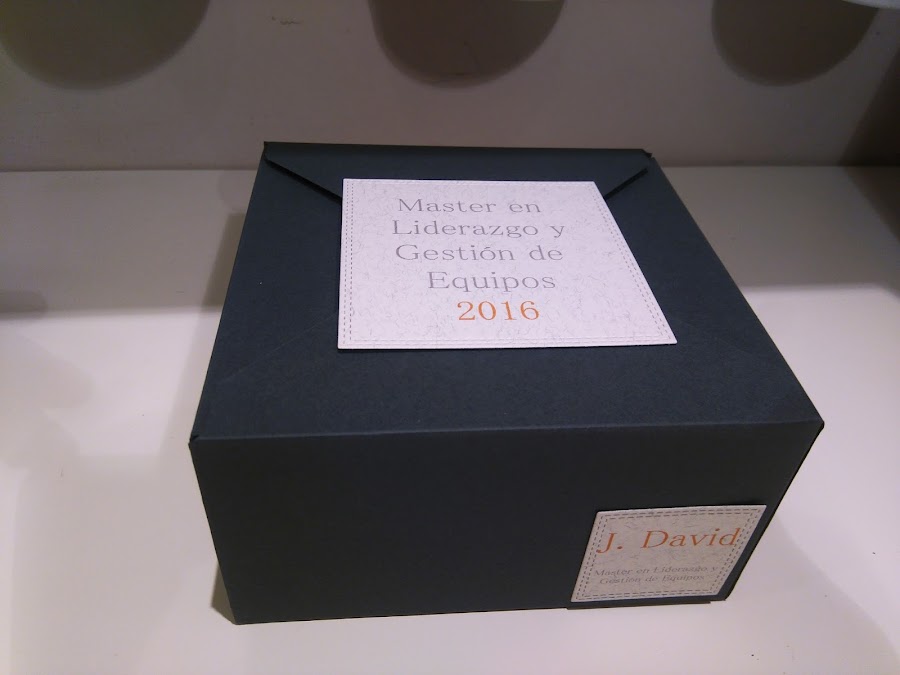 Master en
Liderazgo y
Gestión de
Equipos
2016
J. David
Master en Liderazgo y
Gestión de Equipos